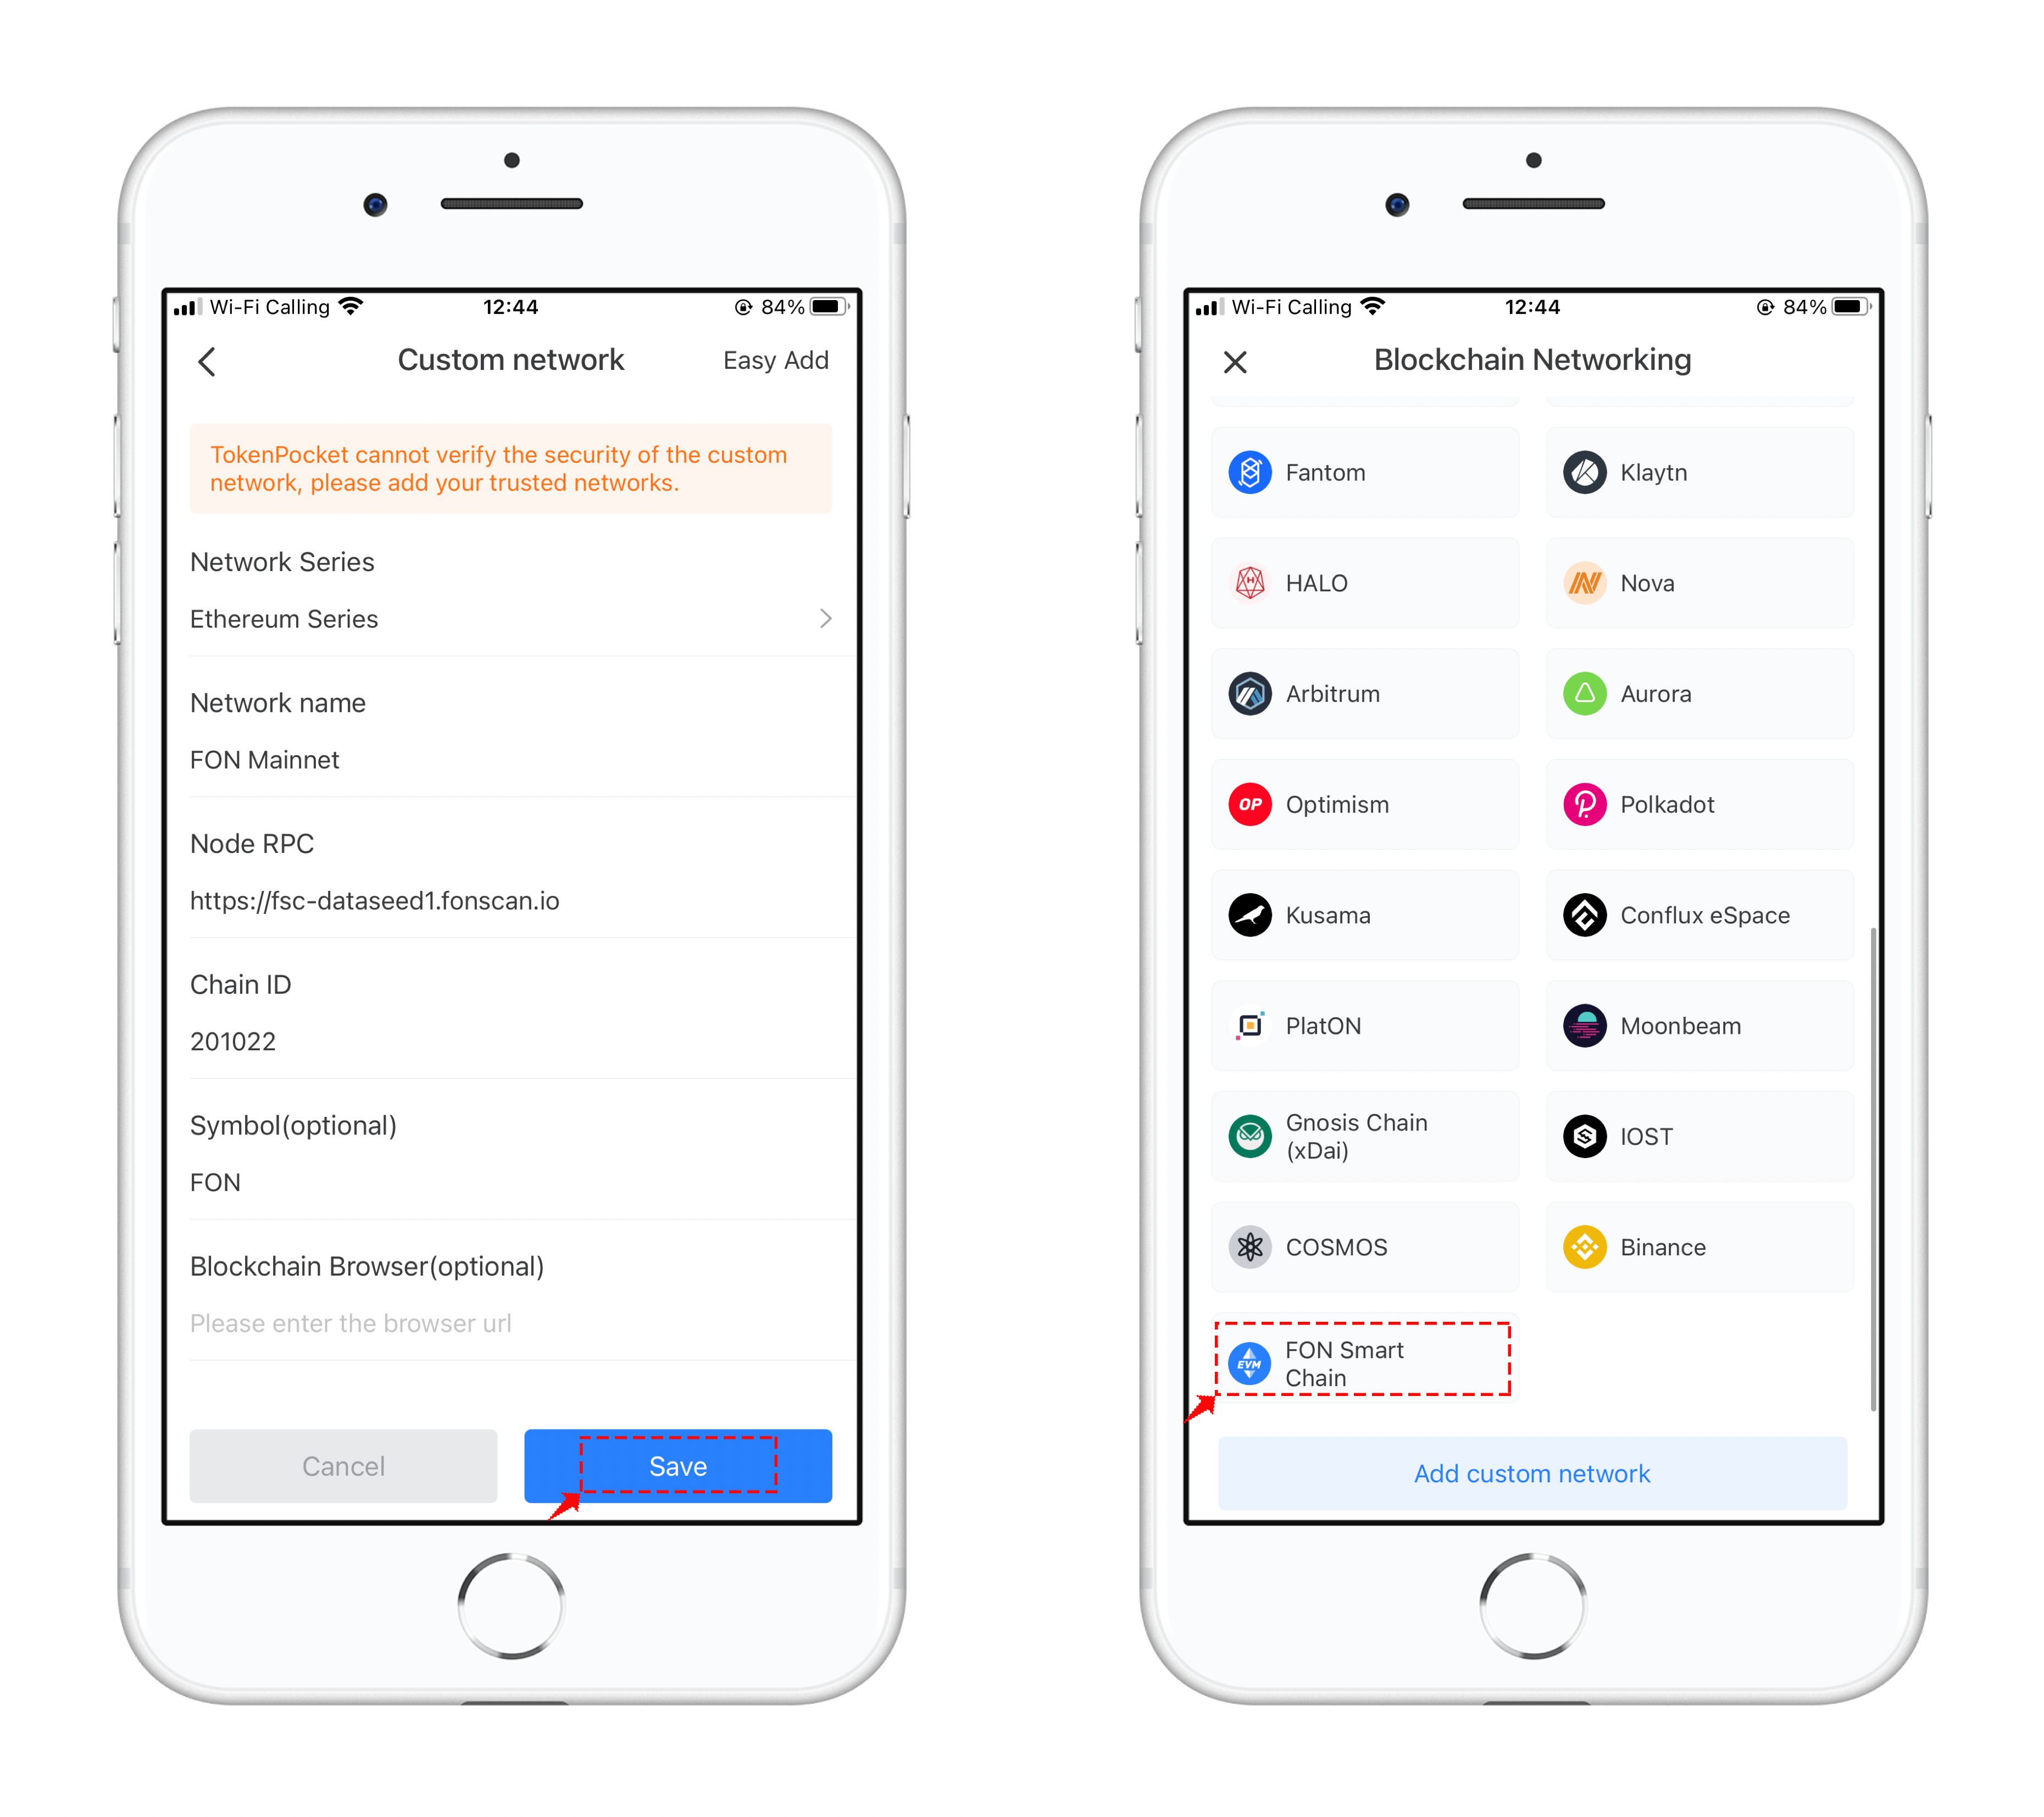 Wi-Fi Calling 12:44 84%
Custom network Easy Add
TokenPocket cannot verify the security of the custom
network, please add your trusted networks.
Network Series
Ethereum Series
Network name
FON Mainnet
Node RPC
https://fsc-dataseed1.fonscan.io
Chain ID
201022
Symbol(optional)
FON
Blockchain Browser(optional)
Please enter the browser url
Cancel Save
Wi-Fi Calling 12:44 84%
Blockchain Networking
Fantom Klaytn
H HALO N Nova
Arbitrum Aurora
OP Optimism Polkadot
Kusama Conflux eSpace
PlatON Moonbeam
Gnosis Chain
(xDai) IOST
COSMOS Binance
EVM FON Smart
Chain
Add custom network